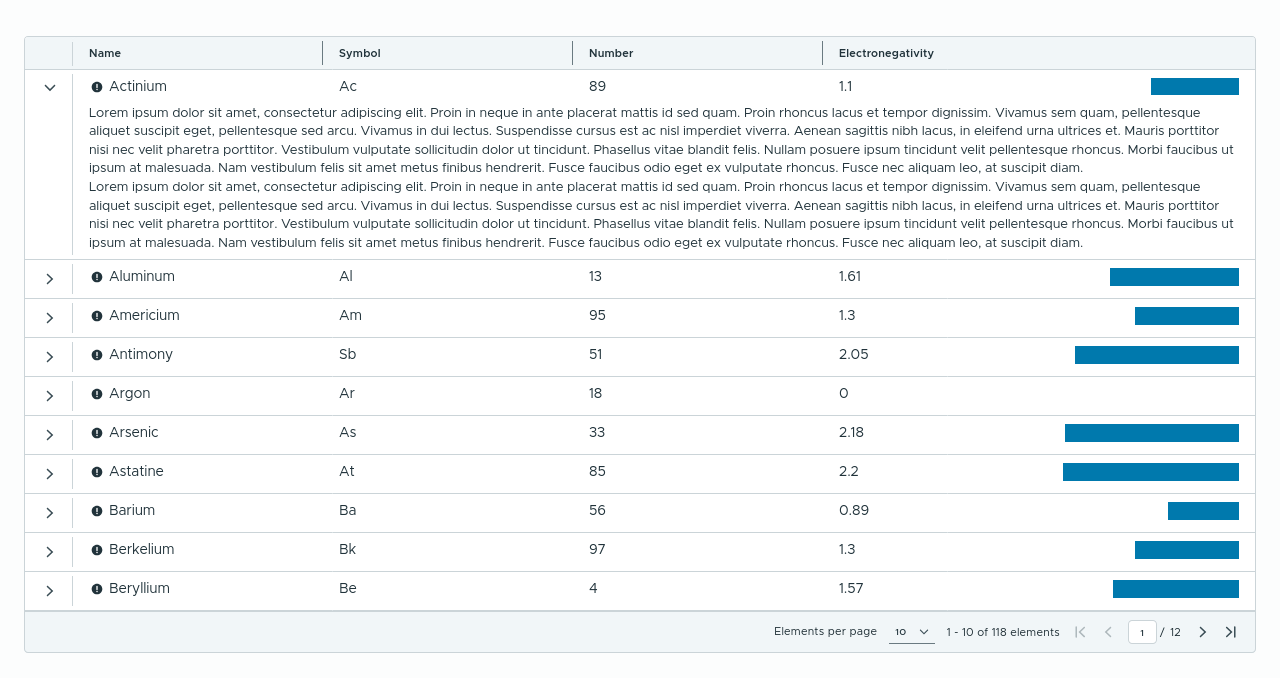 Name Symbol Number Electronegativity
Actinium Ac 89 1.1
Lorem ipsum dolor sit amet, consectetur adipiscing elit. Proin in neque in ante placerat mattis id sed quam. Proin rhoncus lacus et tempor dignissim. Vivamus sem quam, pellentesque
aliquet suscipit eget, pellentesque sed arcu. Vivamus in dui lectus. Suspendisse cursus est ac nisl imperdiet viverra. Aenean sagittis nibh lacus, in eleifend urna ultrices et. Mauris porttitor
nisi nec velit pharetra porttitor. Vestibulum vulputate sollicitudin dolor ut tincidunt. Phasellus vitae blandit felis. Nullam posuere ipsum tincidunt velit pellentesque rhoncus. Morbi faucibus ut
ipsum at malesuada. Nam vestibulum felis sit amet metus finibus hendrerit. Fusce faucibus odio eget ex vulputate rhoncus. Fusce nec aliquam leo, at suscipit diam.
Lorem ipsum dolor sit amet, consectetur adipiscing elit. Proin in neque in ante placerat mattis id sed quam. Proin rhoncus lacus et tempor dignissim. Vivamus sem quam, pellentesque
aliquet suscipit eget, pellentesque sed arcu. Vivamus in dui lectus. Suspendisse cursus est ac nisl imperdiet viverra. Aenean sagittis nibh lacus, in eleifend urna ultrices et. Mauris porttitor
nisi nec velit pharetra porttitor. Vestibulum vulputate sollicitudin dolor ut tincidunt. Phasellus vitae blandit felis. Nullam posuere ipsum tincidunt velit pellentesque rhoncus. Morbi faucibus ut
ipsum at malesuada. Nam vestibulum felis sit amet metus finibus hendrerit. Fusce faucibus odio eget ex vulputate rhoncus. Fusce nec aliquam leo, at suscipit diam.
Aluminum Al 13 1.61
Americium Am 95 1.3
Antimony Sb 51 2.05
Argon Ar 18 0
Arsenic As 33 2.18
Astatine At 85 2.2
Barium Ba 56 0.89
Berkelium Bk 97 1.3
Beryllium Be 4 1.57
Elements per page 10 1 - 10 of 118 elements 1 / 12